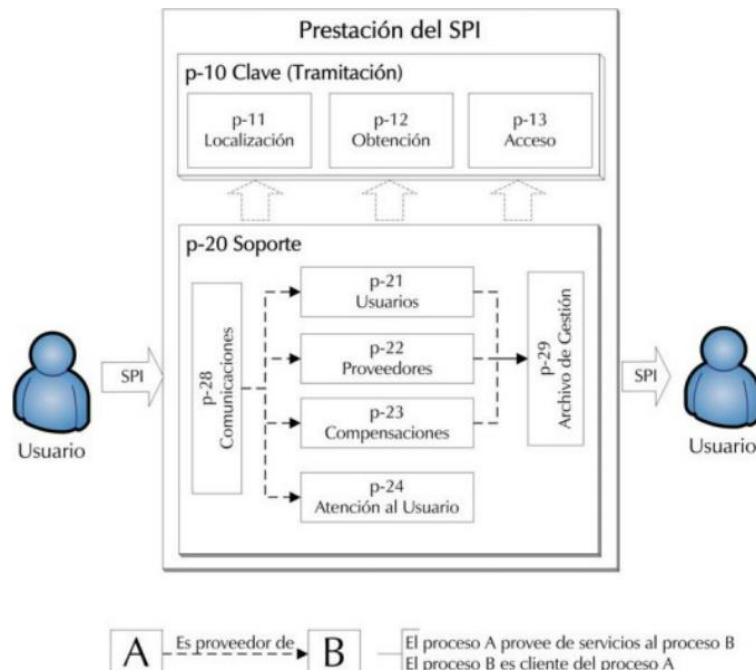 Prestación del SPI
p-10 Clave (Tramitación)
p-11
Localización
p-12
Obtención
p-13
Acceso
p-20 Soporte
p-28
Comunicaciones
p-21
Usuarios
p-22
Proveedores
p-23
Compensaciones
p-24
Atención al Usuario
p-29
Archivo de Gestión
SPI
Usuario
SPI
Usuario
A
Es proveedor de
B
El proceso A provee de servicios al proceso B
El proceso B es cliente del proceso A